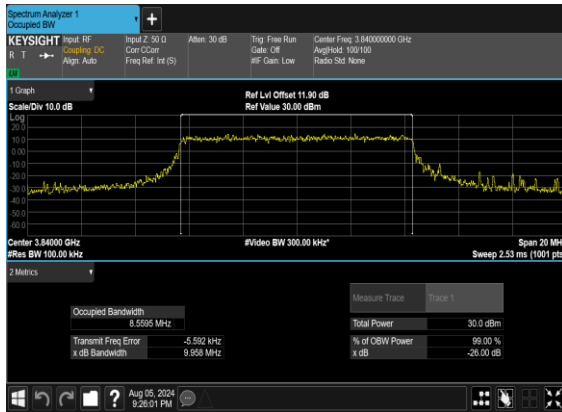 Spectrum Analyzer 1
Occupied BW
+
KEYSIGHT Input: RF Input Z: 50 Ω Atten: 30 dB Trig: Free Run Center Freq: 3.840000000 GHz
R T Coupling: DC Corr CCorr Gate: Off Avg|Hold: 100/100
Align: Auto Freq Ref: Int (S) #IF Gain: Low Radio Std: None
1 Graph
Ref Lvl Offset 11.90 dB
Scale/Div 10.0 dB Ref Value 30.00 dBm
Log
20.0
10.0
0.00
-10.0
-20.0
-30.0
-40.0
-50.0
-60.0
Center 3.84000 GHz #Video BW 300.00 kHz* Span 20 MH
#Res BW 100.00 kHz Sweep 2.53 ms (1001 pts
2 Metrics
Measure Trace Trace 1
Occupied Bandwidth
8.5595 MHz Total Power 30.0 dBm
Transmit Freq Error -5.592 kHz % of OBW Power 99.00 %
x dB Bandwidth 9.958 MHz x dB -26.00 dB
?
Aug 05, 2024
9:26:01 PM